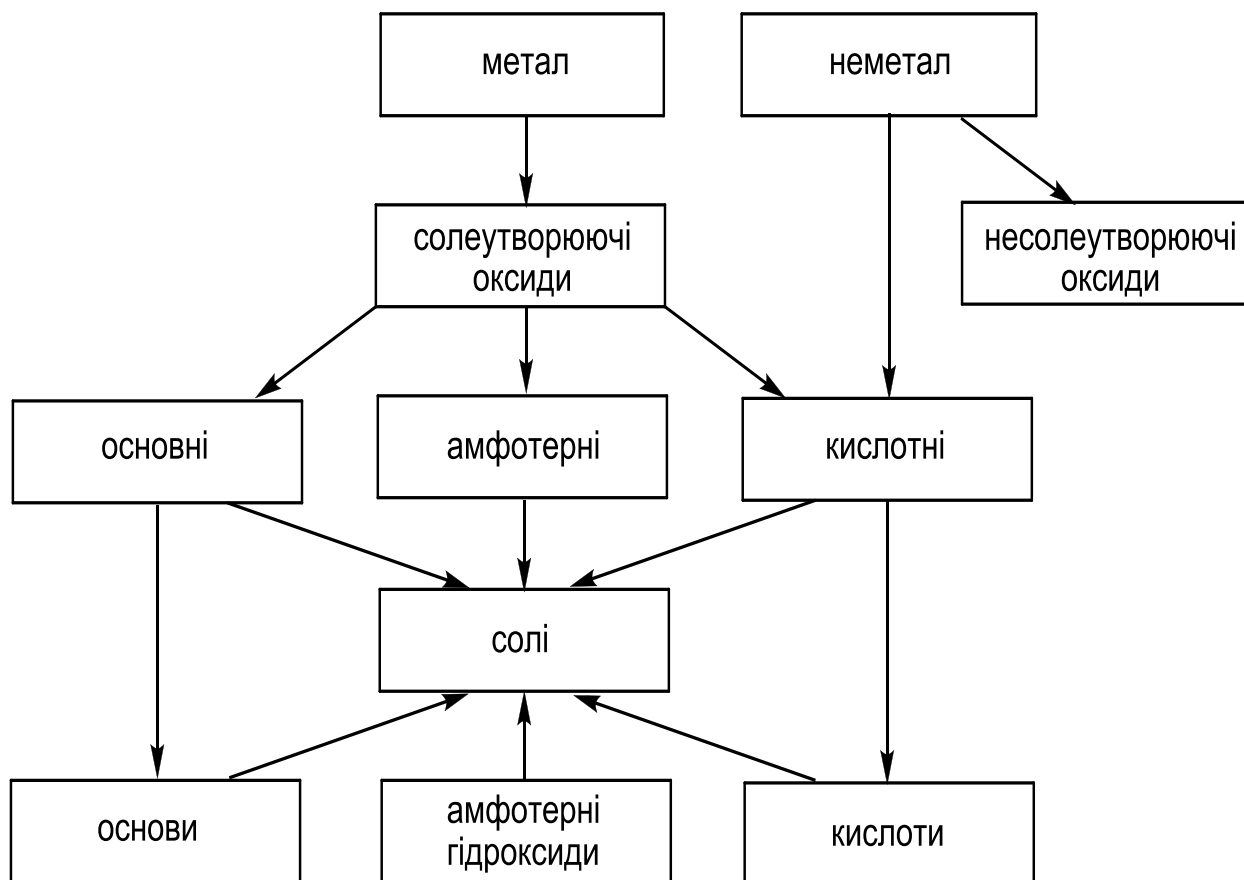 метал
неметал
солеутворюючі
оксиди
несолеутворюючі
оксиди
основні
амфотерні
кислотні
солі
основи
амфотерні
гідроксиди
кислоти